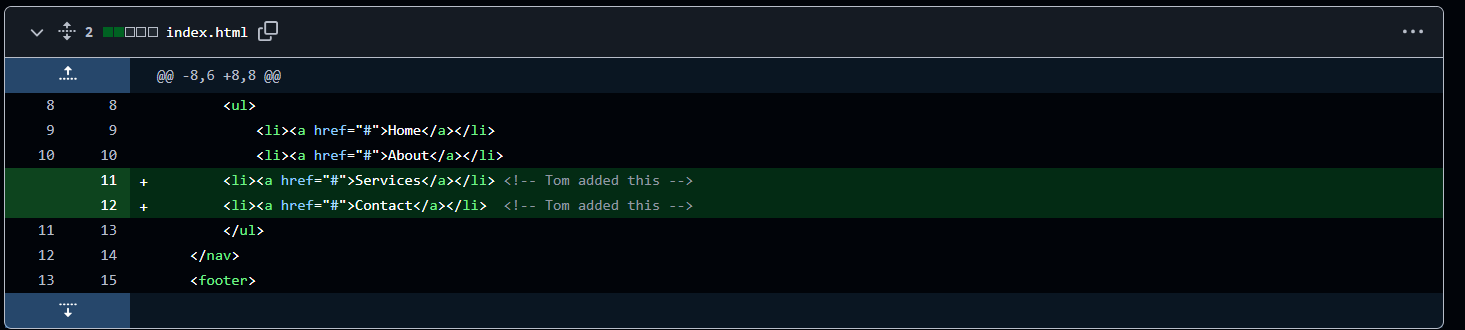 2 index.html
@@ -8,6 +8,8 @@
8 8 <ul>
9 9 <li><a href="#">Home</a></li>
10 10 <li><a href="#">About</a></li>
11 + <li><a href="#">Services</a></li> <!-- Tom added this -->
12 + <li><a href="#">Contact</a></li> <!-- Tom added this -->
11 13 </ul>
12 14 </nav>
13 15 <footer>